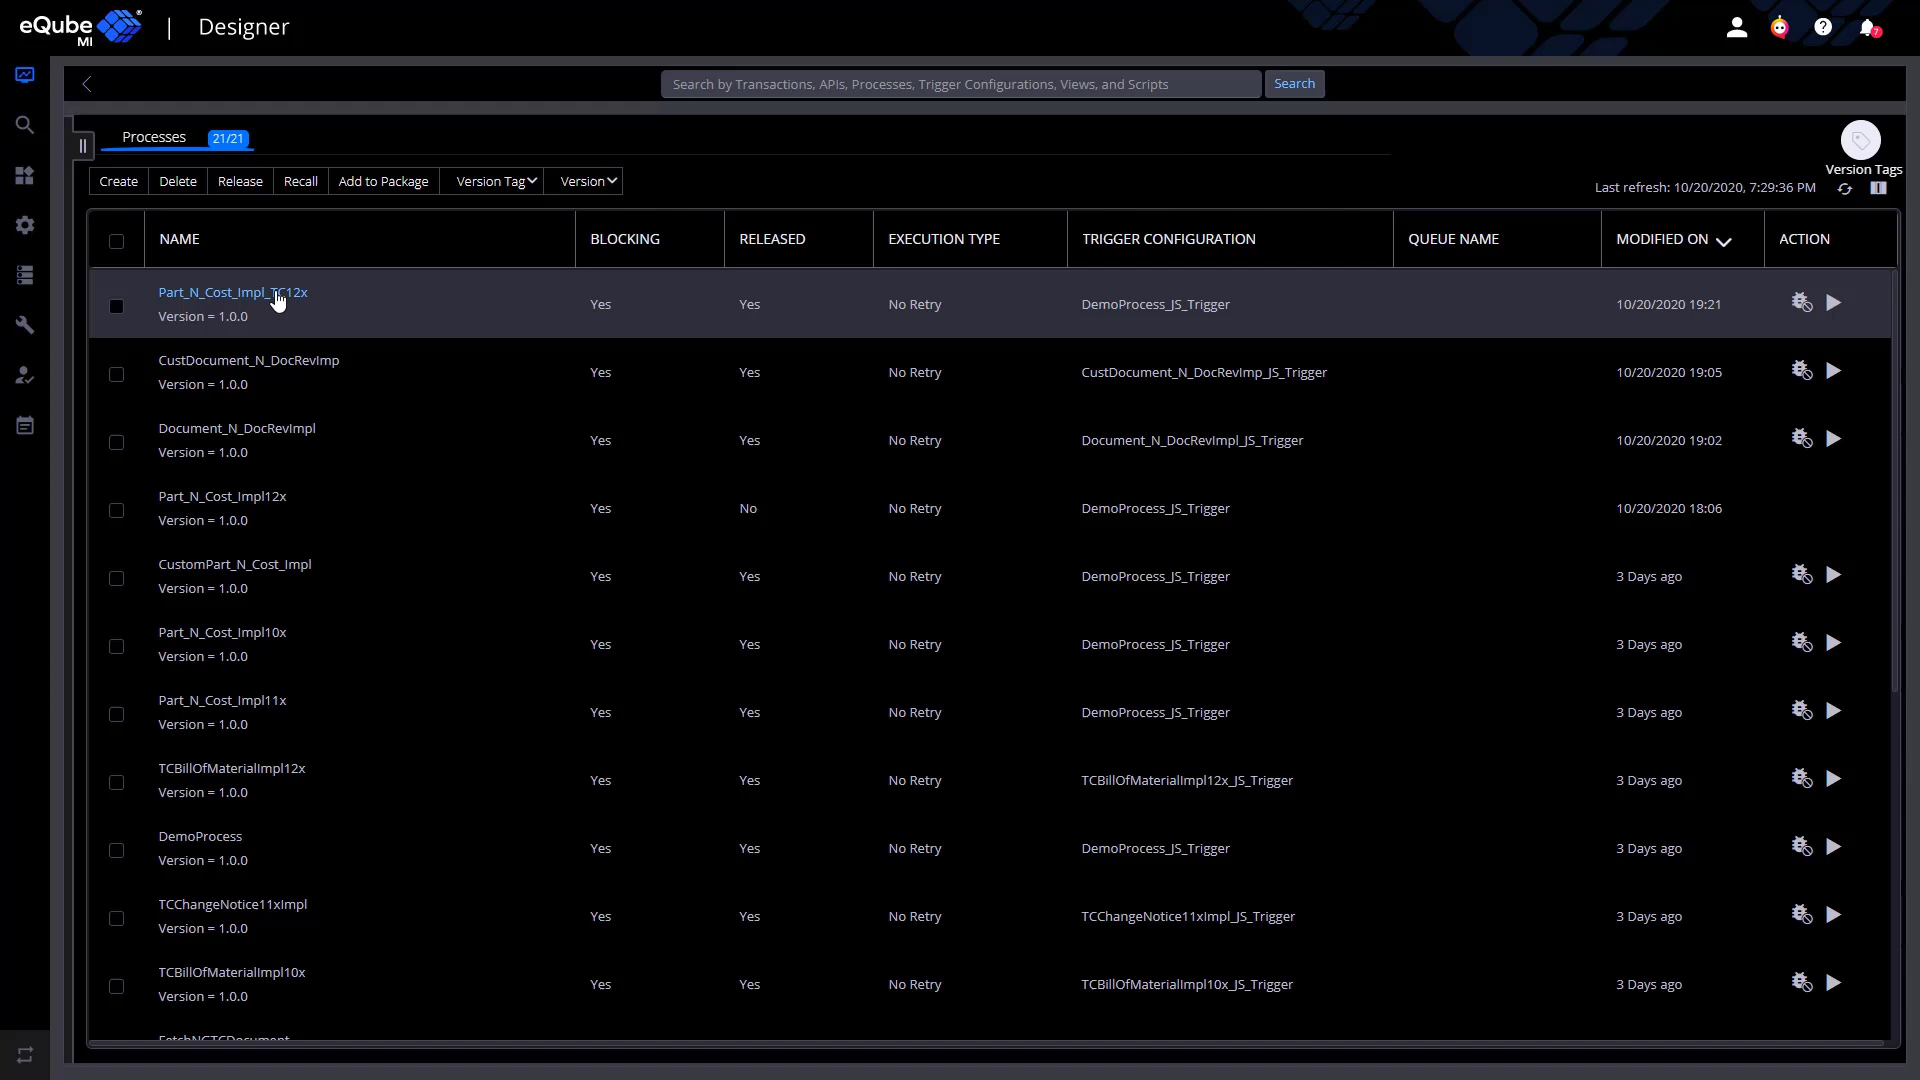 eQube MI | Designer
7
Search by Transactions, APIs, Processes, Trigger Configurations, Views, and Scripts Search
Processes 21/21
Version Tags
Create Delete Release Recall Add to Package Version Tag Version
Last refresh: 10/20/2020, 7:29:36 PM
NAME BLOCKING RELEASED EXECUTION TYPE TRIGGER CONFIGURATION QUEUE NAME MODIFIED ON ACTION
Part_N_Cost_Impl_TC12x
Version = 1.0.0
Yes Yes No Retry DemoProcess_JS_Trigger 10/20/2020 19:21
CustDocument_N_DocRevImp
Version = 1.0.0
Yes Yes No Retry CustDocument_N_DocRevImp_JS_Trigger 10/20/2020 19:05
Document_N_DocRevImpl
Version = 1.0.0
Yes Yes No Retry Document_N_DocRevImpl_JS_Trigger 10/20/2020 19:02
Part_N_Cost_Impl12x
Version = 1.0.0
Yes No No Retry DemoProcess_JS_Trigger 10/20/2020 18:06
CustomPart_N_Cost_Impl
Version = 1.0.0
Yes Yes No Retry DemoProcess_JS_Trigger 3 Days ago
Part_N_Cost_Impl10x
Version = 1.0.0
Yes Yes No Retry DemoProcess_JS_Trigger 3 Days ago
Part_N_Cost_Impl11x
Version = 1.0.0
Yes Yes No Retry DemoProcess_JS_Trigger 3 Days ago
TCBillOfMaterialImpl12x
Version = 1.0.0
Yes Yes No Retry TCBillOfMaterialImpl12x_JS_Trigger 3 Days ago
DemoProcess
Version = 1.0.0
Yes Yes No Retry DemoProcess_JS_Trigger 3 Days ago
TCChangeNotice11xImpl
Version = 1.0.0
Yes Yes No Retry TCChangeNotice11xImpl_JS_Trigger 3 Days ago
TCBillOfMaterialImpl10x
Version = 1.0.0
Yes Yes No Retry TCBillOfMaterialImpl10x_JS_Trigger 3 Days ago